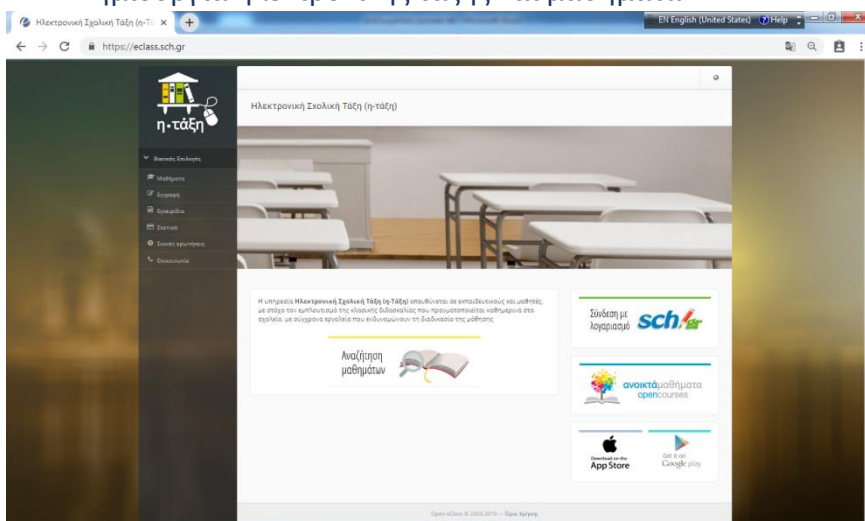 EN English (United States) Help
Ηλεκτρονική Σχολική Τάξη (η-Τά
https://eclass.sch.gr
η·τάξη
Ηλεκτρονική Σχολική Τάξη (η-τάξη)
Βασικές Επιλογές
Μαθήματα
Εγγραφή
Εγχειρίδια
Σχετικά
Συχνές ερωτήσεις
Επικοινωνία
Η υπηρεσία Ηλεκτρονική Σχολική Τάξη (η-Τάξη) απευθύνεται σε εκπαιδευτικούς και μαθητές,
με στόχο τον εμπλουτισμό της κλασικής διδασκαλίας που πραγματοποιείται καθημερινά στο
σχολείο, με σύγχρονα εργαλεία που ενδυναμώνουν τη διαδικασία της μάθησης
Αναζήτηση
μαθημάτων
Σύνδεση με
λογαριασμό sch.gr
ανοικτάμαθήματα
opencourses
Download on the
App Store
Get it on
Google play
Open eClass © 2003-2019 — Όροι Χρήσης